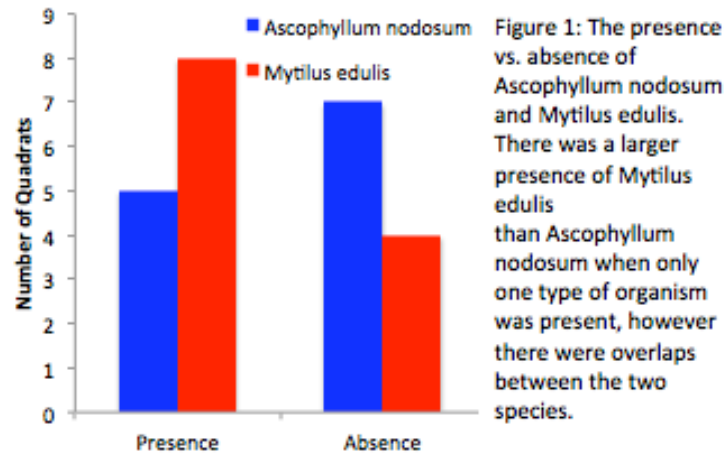 9
8
7
6
5
4
3
2
1
0
Number of Quadrats
Ascophyllum nodosum
Mytilus edulis
Presence
Absence
Figure 1: The presence
vs. absence of
Ascophyllum nodosum
and Mytilus edulis.
There was a larger
presence of Mytilus
edulis
than Ascophyllum
nodosum when only
one type of organism
was present, however
there were overlaps
between the two
species.